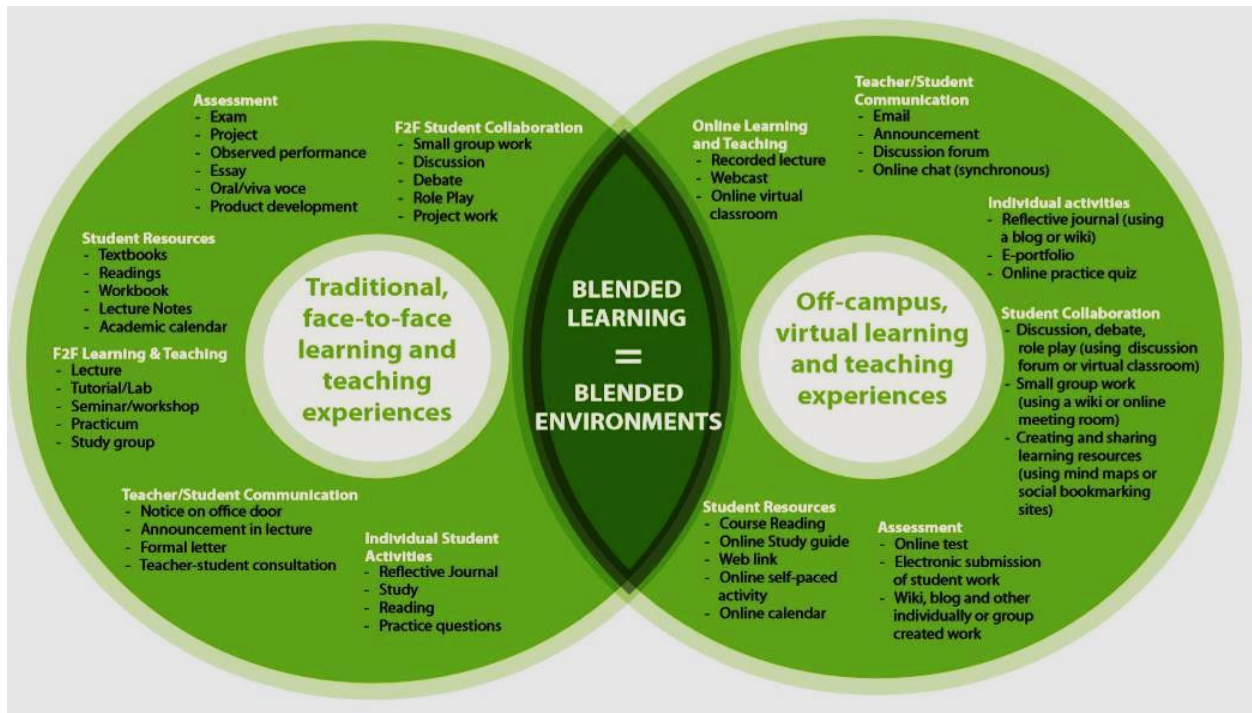 Assessment
- Exam
- Project
- Observed performance
- Essay
- Oral/viva voce
- Product development
F2F Student Collaboration
- Small group work
- Discussion
- Debate
- Role Play
- Project work
Student Resources
- Textbooks
- Readings
- Workbook
- Lecture Notes
- Academic calendar
F2F Learning & Teaching
- Lecture
- Tutorial/Lab
- Seminar/workshop
- Practicum
- Study group
Traditional,
face-to-face
learning and
teaching
experiences
Teacher/Student Communication
- Notice on office door
- Announcement in lecture
- Formal letter
- Teacher-student consultation
Individual Student
Activities
- Reflective Journal
- Study
- Reading
- Practice questions
BLENDED
LEARNING
=
BLENDED
ENVIRONMENTS
Online Learning
and Teaching
- Recorded lecture
- Webcast
- Online virtual
classroom
Teacher/Student
Communication
- Email
- Announcement
- Discussion forum
- Online chat (synchronous)
Individual activities
- Reflective journal (using
a blog or wiki)
- E-portfolio
- Online practice quiz
Off-campus,
virtual learning
and teaching
experiences
Student Collaboration
- Discussion, debate,
role play (using discussion
forum or virtual classroom)
- Small group work
(using a wiki or online
meeting room)
- Creating and sharing
learning resources
(using mind maps or
social bookmarking
sites)
Student Resources
- Course Reading
- Online Study guide
- Web link
- Online self-paced
activity
- Online calendar
Assessment
- Online test
- Electronic submission
of student work
- Wiki, blog and other
individually or group
created work